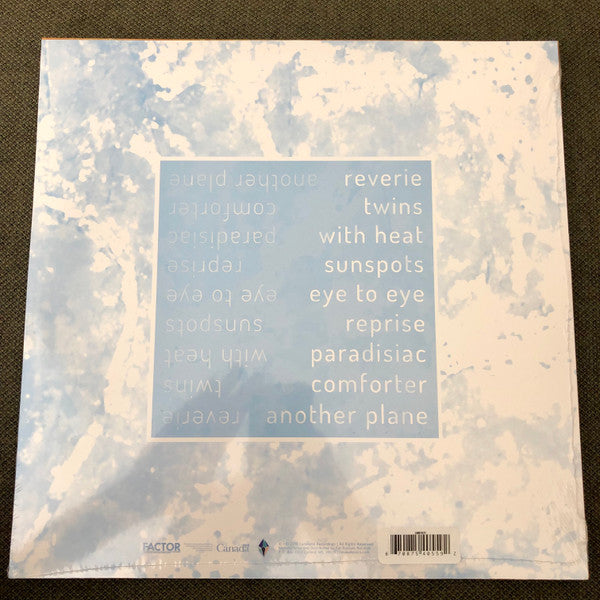 another plane reverie
comforter twins
paradisiac with heat
reprise sunspots
eye to eye eye to eye
sunspots reprise
with heat paradisiac
twins comforter
reverie another plane
FACTOR
Canada